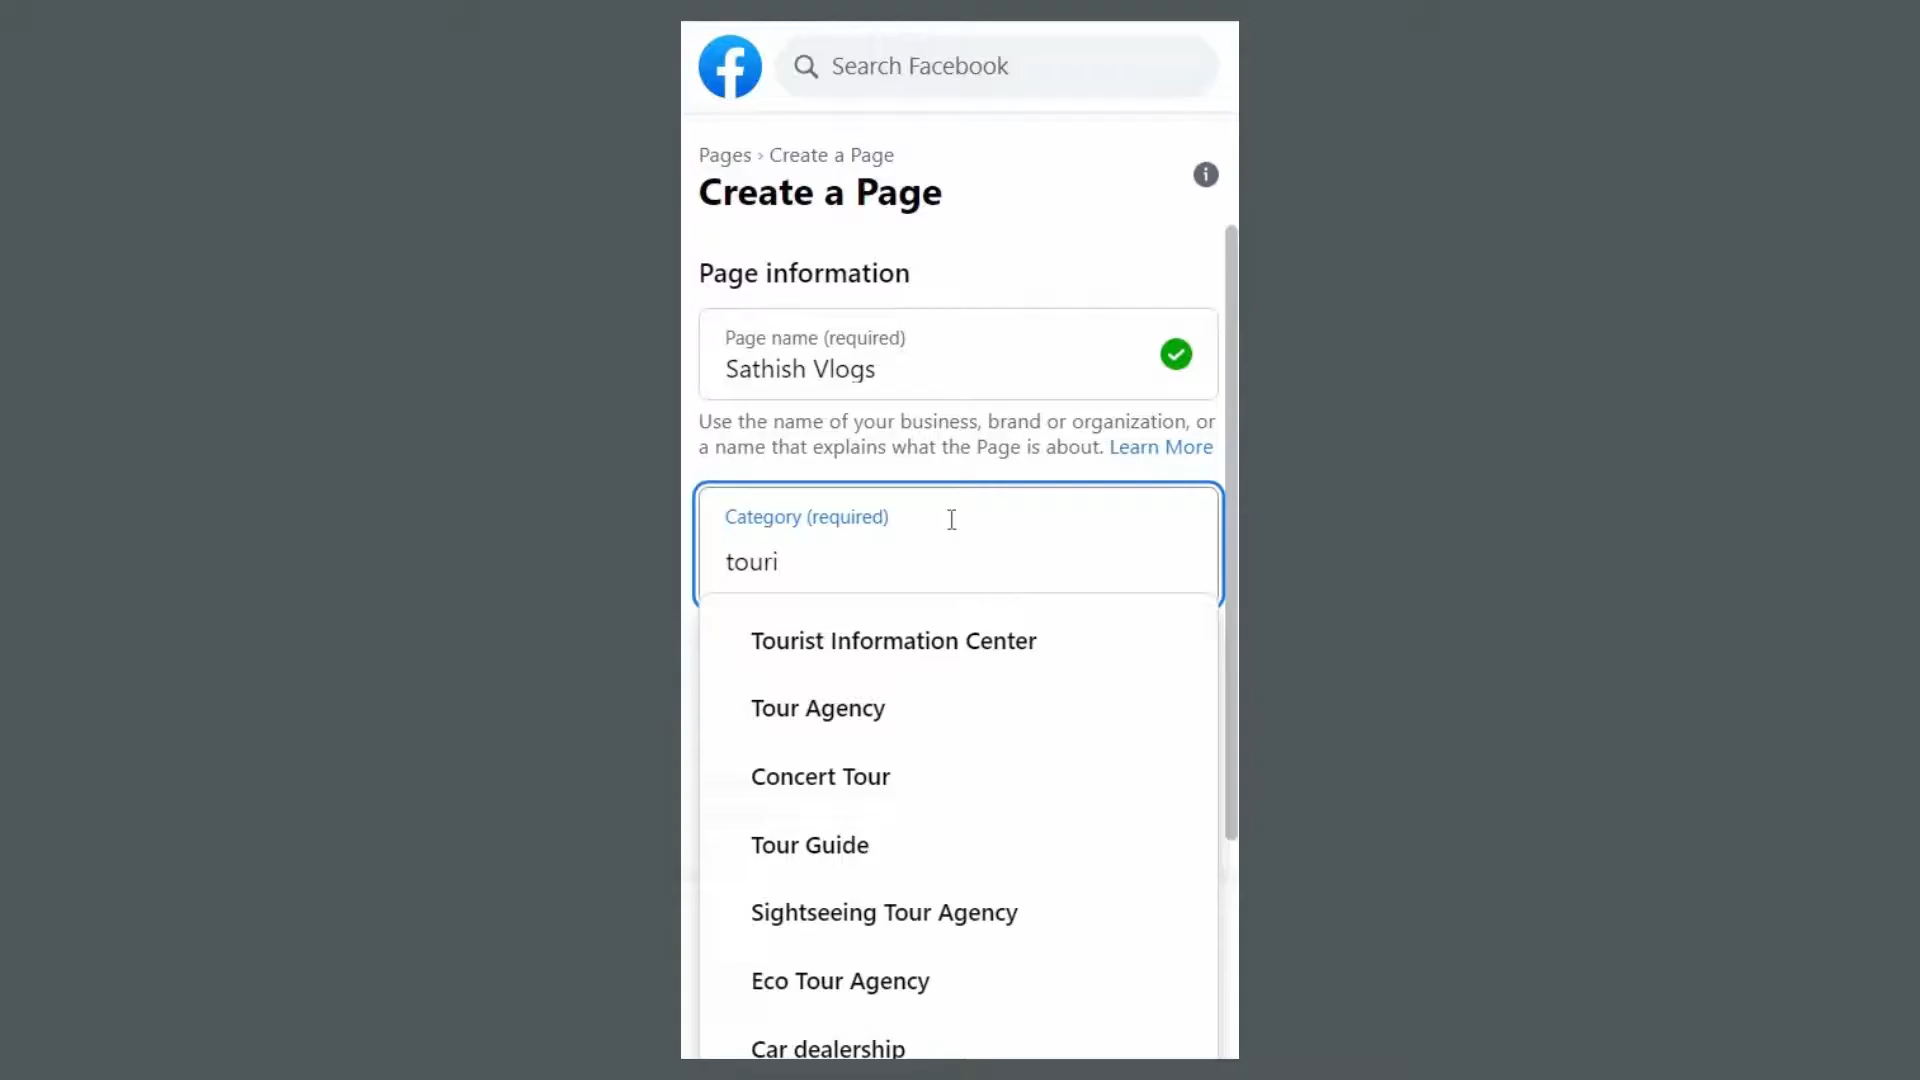 Search Facebook
Pages › Create a Page
Create a Page
Page information
Page name (required)
Sathish Vlogs
Use the name of your business, brand or organization, or
a name that explains what the Page is about. Learn More
Category (required)
touri
Tourist Information Center
Tour Agency
Concert Tour
Tour Guide
Sightseeing Tour Agency
Eco Tour Agency
Car dealership